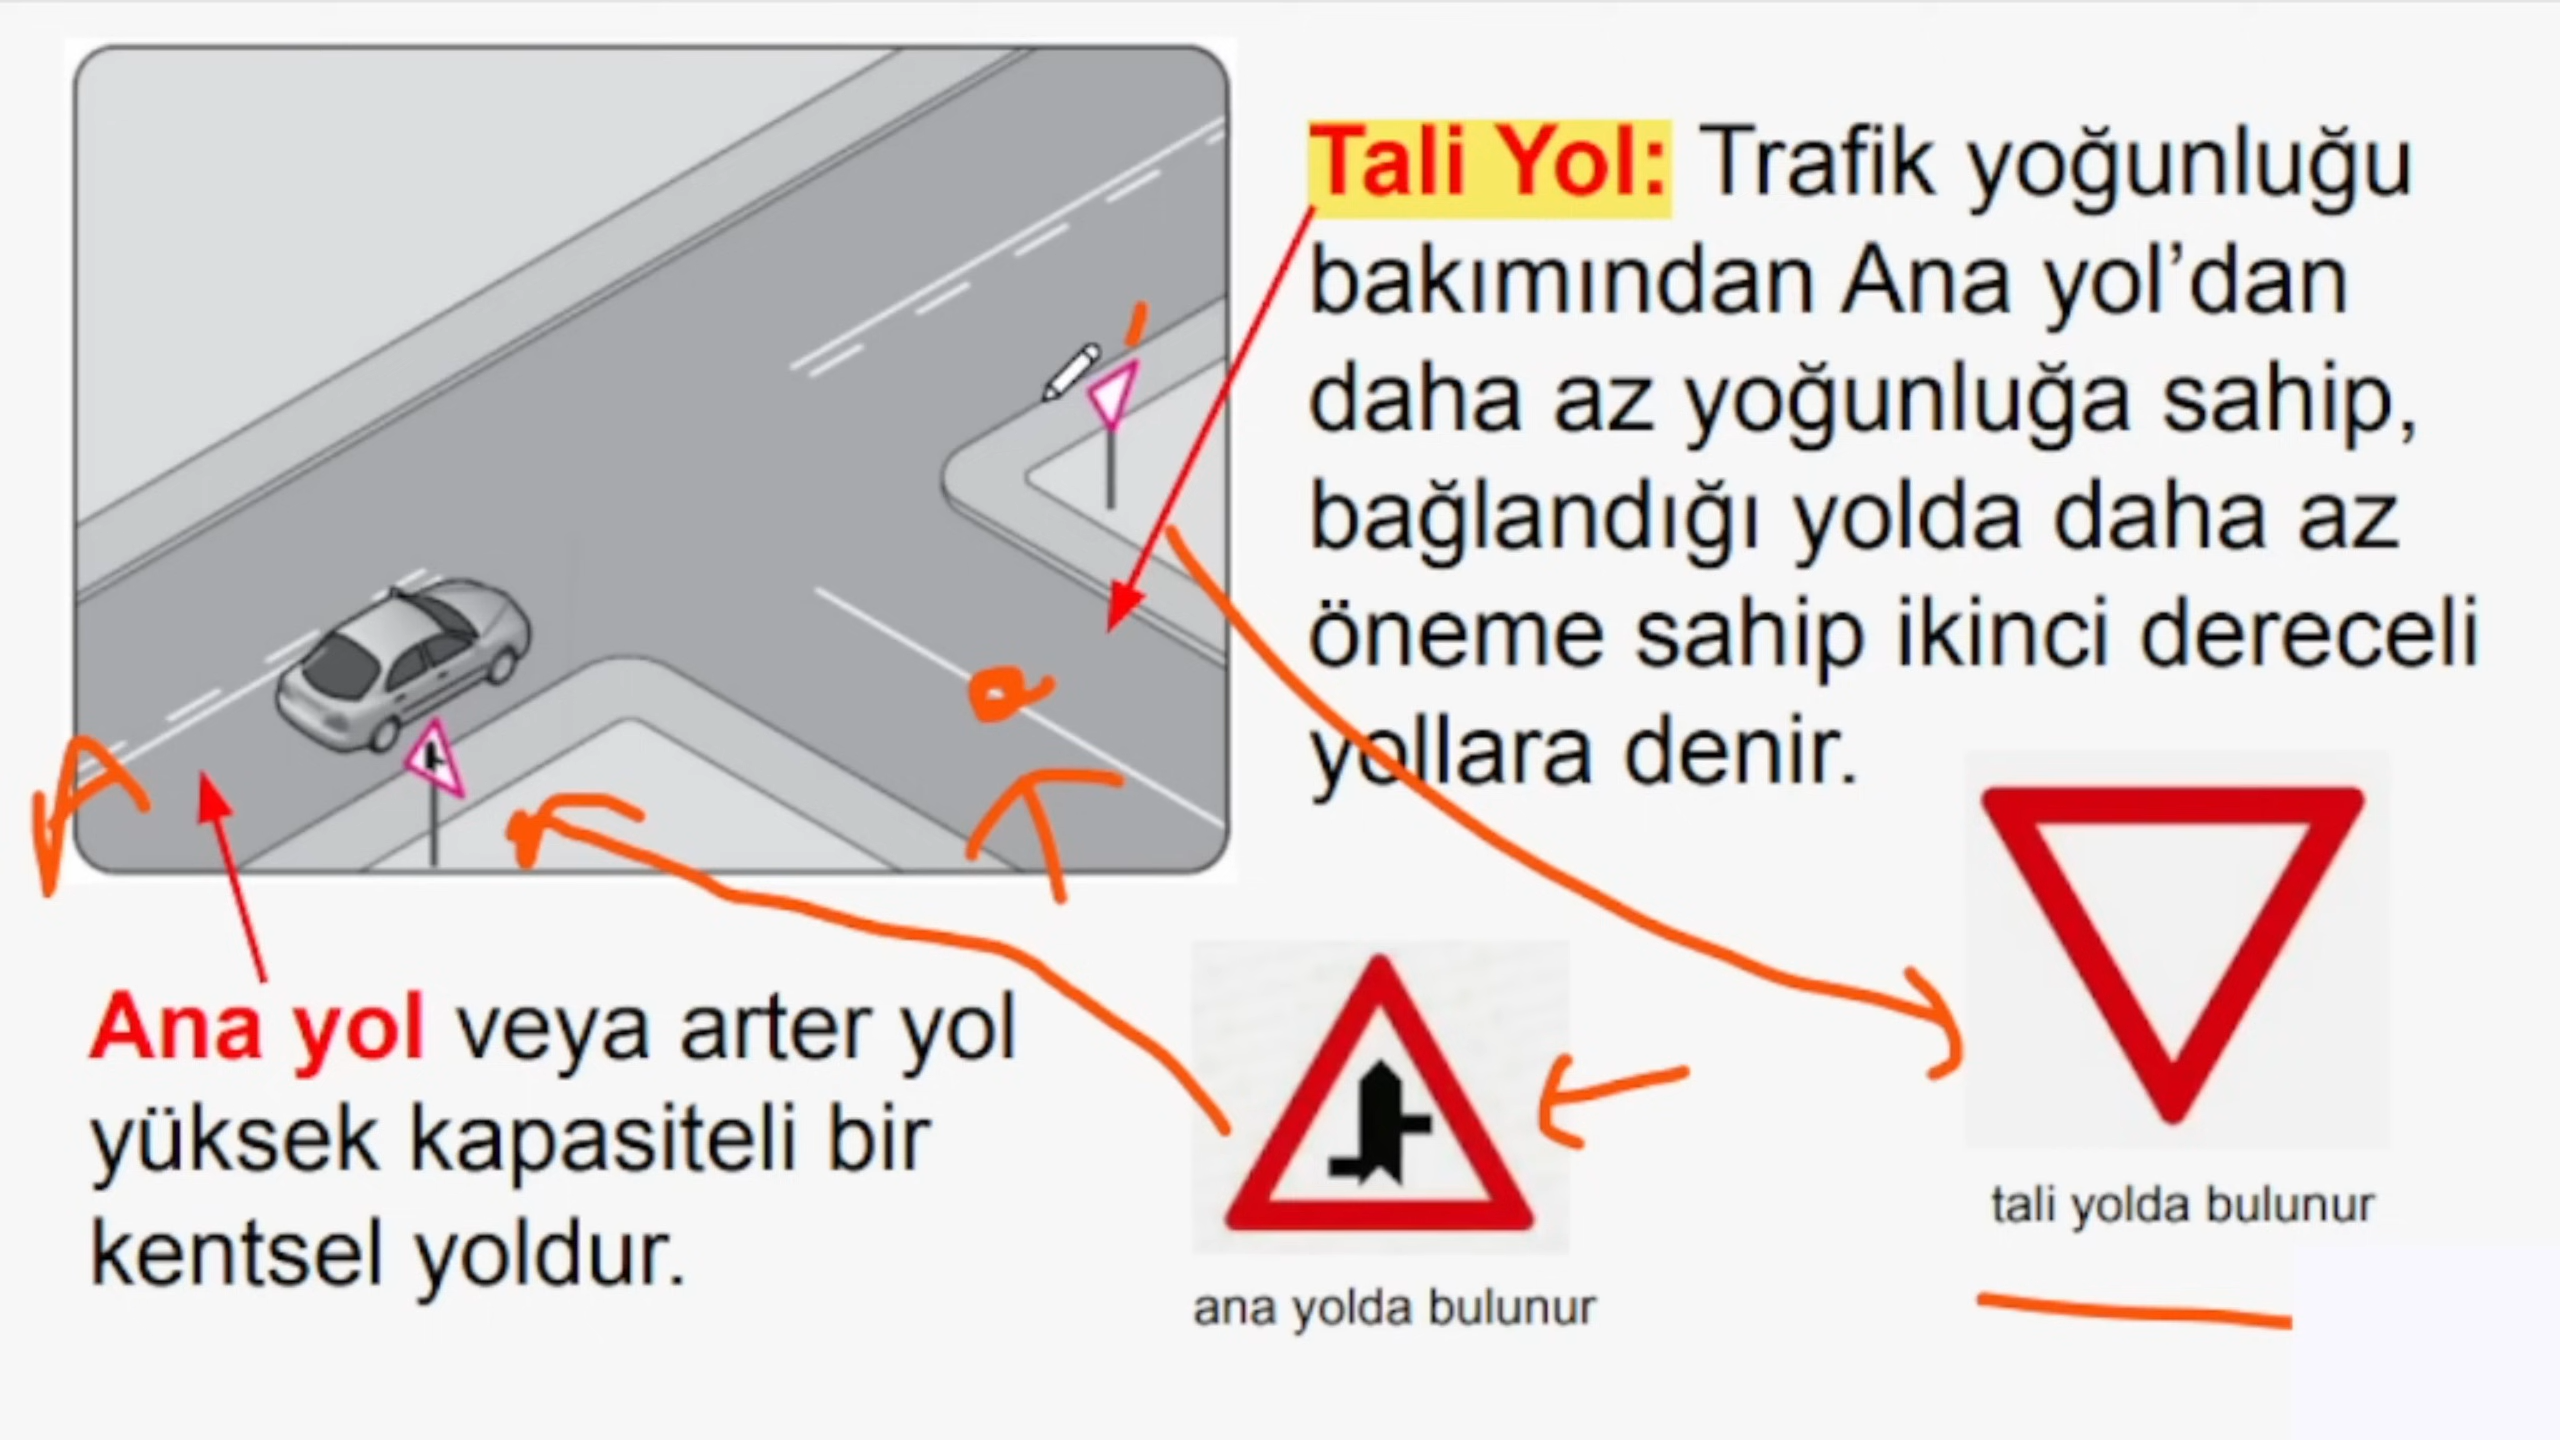 Tali Yol: Trafik yoğunluğu
bakımından Ana yol’dan
daha az yoğunluğa sahip,
bağlandığı yolda daha az
öneme sahip ikinci dereceli
yollara denir.
Ana yol veya arter yol
yüksek kapasiteli bir
kentsel yoldur.
ana yolda bulunur
tali yolda bulunur